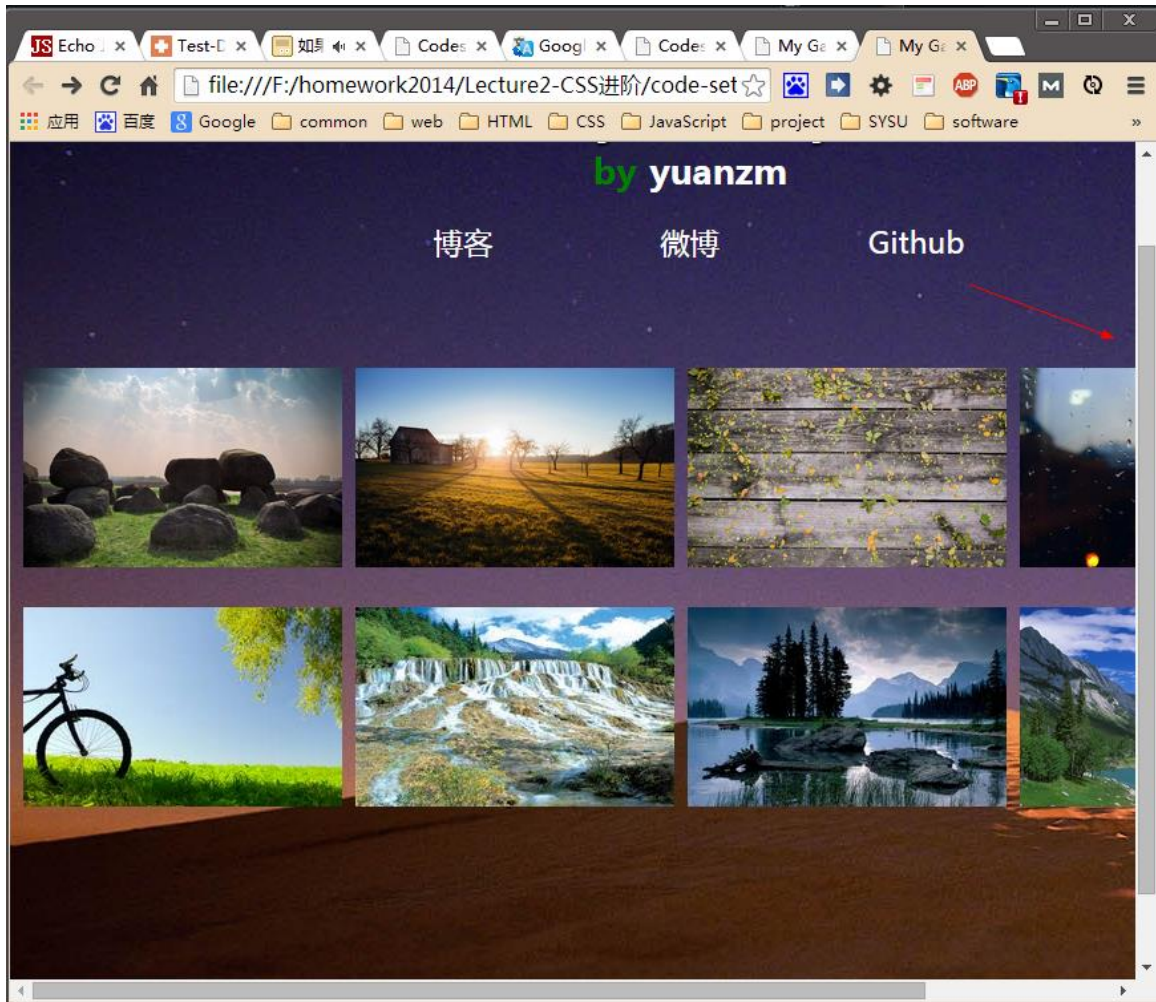 Echo J
Test-D
如果
Codes
Googl
Codes
My Ga
My Ga
file:///F:/homework2014/Lecture2-CSS进阶/code-set
ABP
M
应用 百度 Google common web HTML CSS JavaScript project SYSU software »
by yuanzm
博客 微博 Github